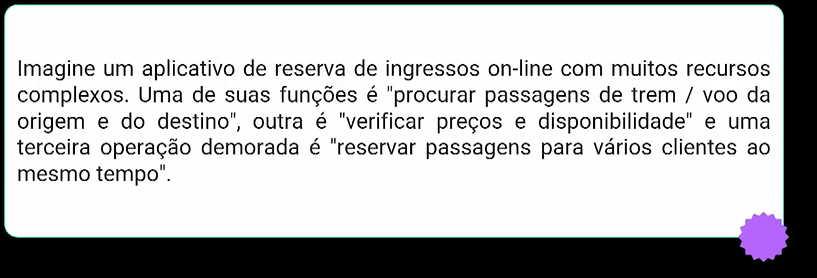 Imagine um aplicativo de reserva de ingressos on-line com muitos recursos
complexos. Uma de suas funções é "procurar passagens de trem / voo da
origem e do destino", outra é "verificar preços e disponibilidade" e uma
terceira operação demorada é "reservar passagens para vários clientes ao
mesmo tempo".